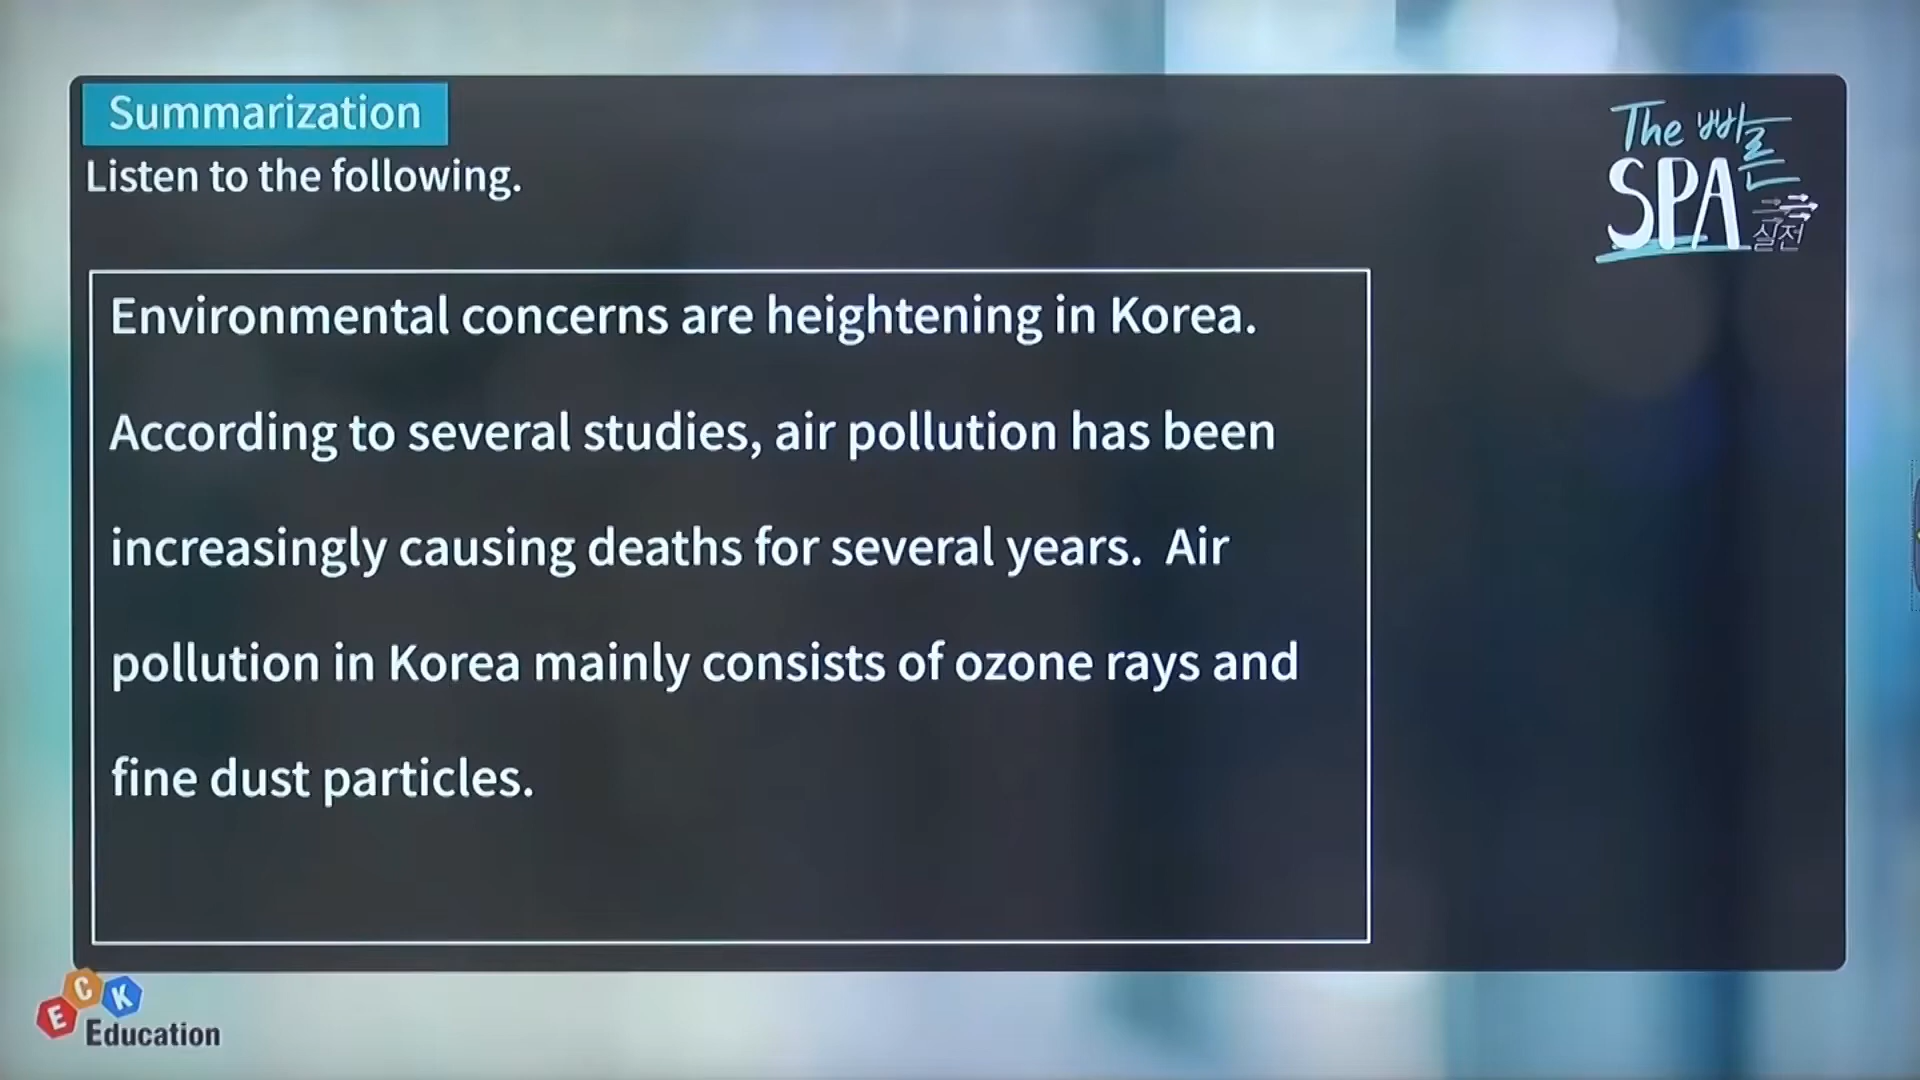 Summarization
Listen to the following.
The 빠른
SPA
실전
Environmental concerns are heightening in Korea.
According to several studies, air pollution has been
increasingly causing deaths for several years.  Air
pollution in Korea mainly consists of ozone rays and
fine dust particles.
ECK
Education